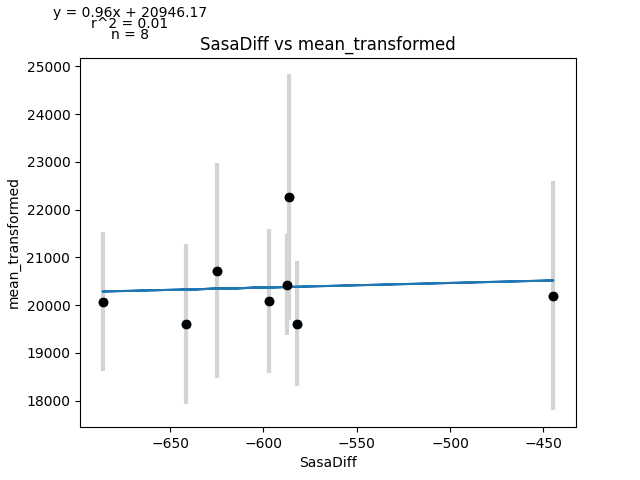 y = 0.96x + 20946.17
r^2 = 0.01
n = 8
SasaDiff vs mean_transformed
25000
24000
23000
22000
21000
20000
19000
18000
mean_transformed
−650
−600
−550
−500
−450
SasaDiff